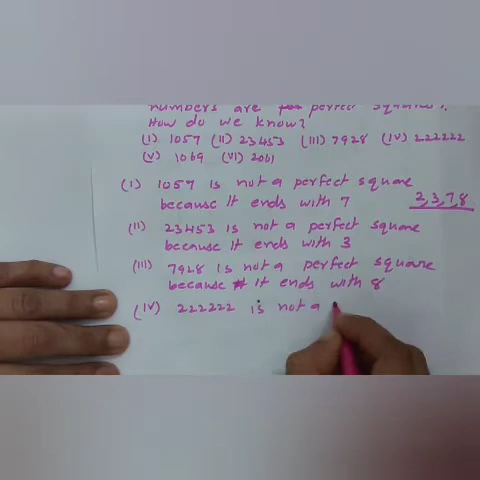 numbers are perfect squares?
How do we know?
(I) 1057 (II) 23453 (III) 7928 (IV) 222222
(V) 1069 (VI) 2061
(I) 1057 is not a perfect square
because it ends with 7 2,3,7,8
(II) 23453 is not a perfect square
because It ends with 3
(III) 7928 is not a perfect square
because It ends with 8
(IV) 222222 is not a